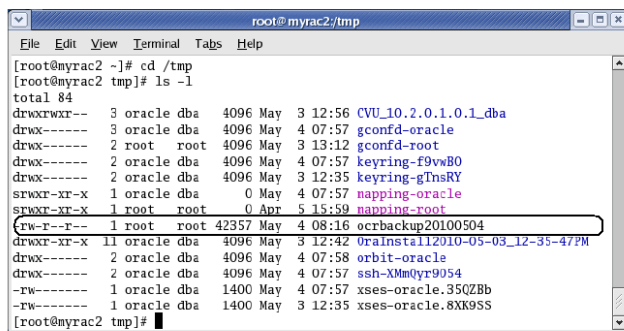 root@myrac2:/tmp
File Edit View Terminal Tabs Help
[root@myrac2 ~]# cd /tmp
[root@myrac2 tmp]# ls -l
total 84
drwxrwxr-- 3 oracle dba 4096 May 3 12:56 CVU_10.2.0.1.0.1_dba
drwx------ 3 oracle dba 4096 May 4 07:57 gconfd-oracle
drwx------ 2 root root 4096 May 3 13:12 gconfd-root
drwx------ 2 oracle dba 4096 May 4 07:57 keyring-f9vwBO
drwx------ 2 oracle dba 4096 May 3 12:35 keyring-gTnsRY
srwxr-xr-x 1 oracle dba 0 May 4 07:57 mapping-oracle
srwxr-xr-x 1 root root 0 Apr 5 15:59 mapping-root
-rw-r--r-- 1 root root 42357 May 4 08:16 ocrbackup20100504
drwxr-xr-x 11 oracle dba 4096 May 3 12:42 OraInstall2010-05-03_12-35-47PM
drwx------ 2 oracle dba 4096 May 4 07:58 orbit-oracle
drwx------ 2 oracle dba 4096 May 4 07:57 ssh-XMmQyr9054
-rw------- 1 oracle dba 1400 May 4 07:57 xses-oracle.35QZBb
-rw------- 1 oracle dba 1400 May 3 12:35 xses-oracle.8XK9SS
[root@myrac2 tmp]#